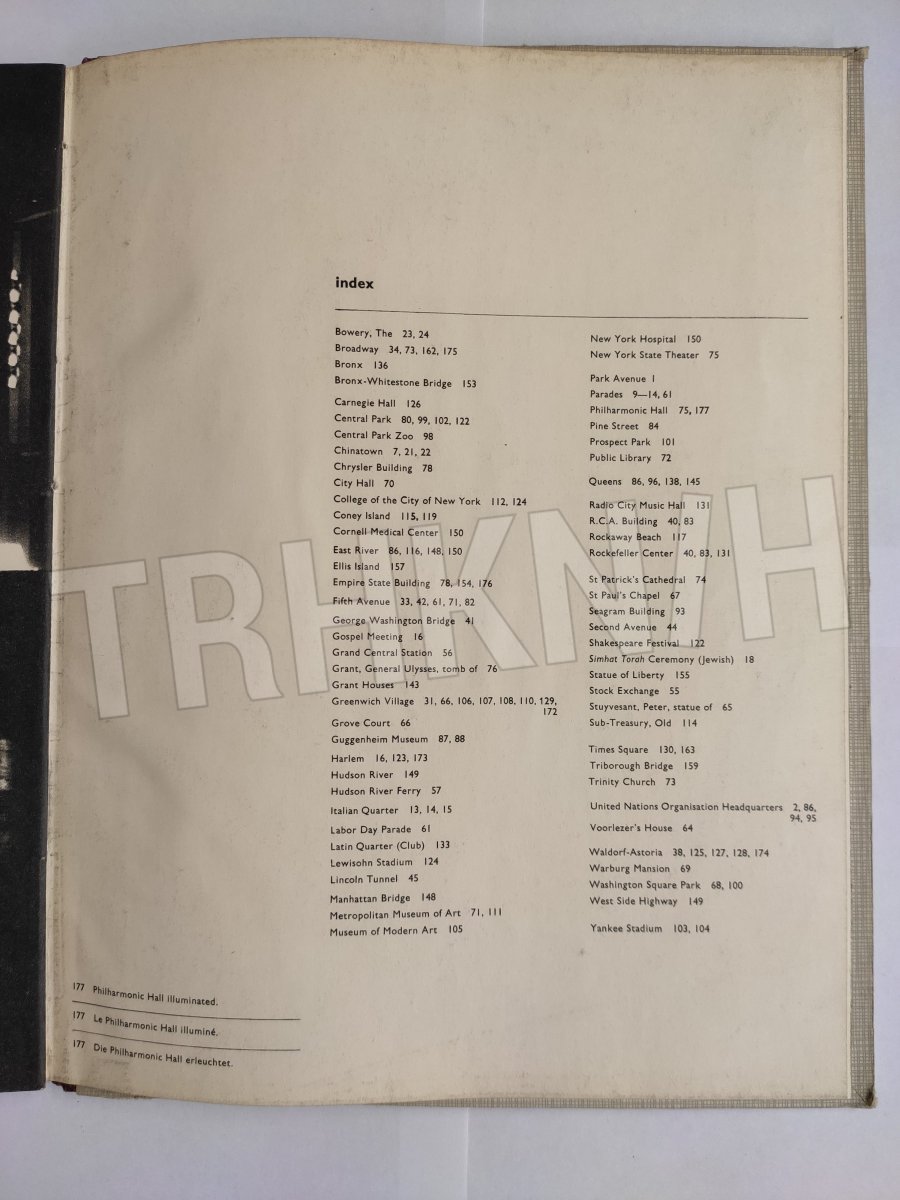 index
Bowery, The 23, 24
Broadway 34, 73, 162, 175
Bronx 136
Bronx-Whitestone Bridge 153
Carnegie Hall 126
Central Park 80, 99, 102, 122
Central Park Zoo 98
Chinatown 7, 21, 22
Chrysler Building 78
City Hall 70
College of the City of New York 112, 124
Coney Island 115, 119
Cornell Medical Center 150
East River 86, 116, 148, 150
Ellis Island 157
Empire State Building 78, 154, 176
Fifth Avenue 33, 42, 61, 71, 82
George Washington Bridge 41
Gospel Meeting 16
Grand Central Station 56
Grant, General Ulysses, tomb of 76
Grant Houses 143
Greenwich Village 31, 66, 106, 107, 108, 110, 129,
172
Grove Court 66
Guggenheim Museum 87, 88
Harlem 16, 123, 173
Hudson River 149
Hudson River Ferry 57
Italian Quarter 13, 14, 15
Labor Day Parade 61
Latin Quarter (Club) 133
Lewisohn Stadium 124
Lincoln Tunnel 45
Manhattan Bridge 148
Metropolitan Museum of Art 71, 111
Museum of Modern Art 105
New York Hospital 150
New York State Theater 75
Park Avenue 1
Parades 9—14, 61
Philharmonic Hall 75, 177
Pine Street 84
Prospect Park 101
Public Library 72
Queens 86, 96, 138, 145
Radio City Music Hall 131
R.C.A. Building 40, 83
Rockaway Beach 117
Rockefeller Center 40, 83, 131
St Patrick's Cathedral 74
St Paul's Chapel 67
Seagram Building 93
Second Avenue 44
Shakespeare Festival 122
Simhat Torah Ceremony (Jewish) 18
Statue of Liberty 155
Stock Exchange 55
Stuyvesant, Peter, statue of 65
Sub-Treasury, Old 114
Times Square 130, 163
Triborough Bridge 159
Trinity Church 73
United Nations Organisation Headquarters 2, 86,
94, 95
Voorlezer's House 64
Waldorf-Astoria 38, 125, 127, 128, 174
Warburg Mansion 69
Washington Square Park 68, 100
West Side Highway 149
Yankee Stadium 103, 104
177 Philharmonic Hall illuminated.
177 Le Philharmonic Hall illuminé.
177 Die Philharmonic Hall erleuchtet.
TRHKNVH